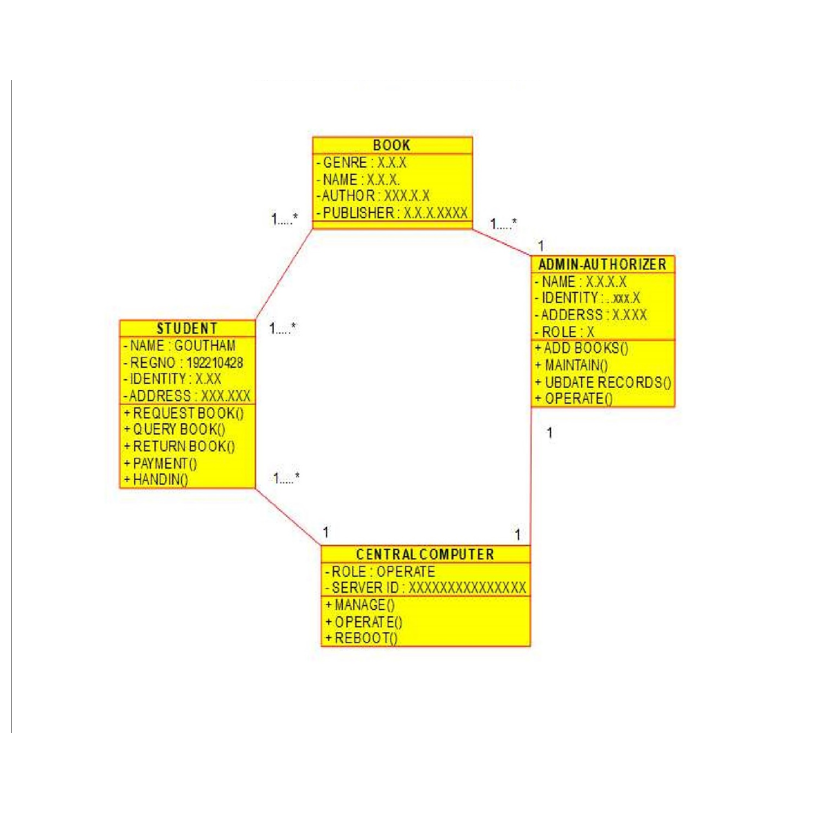 BOOK
- GENRE : X.X.X
- NAME : X.X.X.
- AUTHOR : XXX.X.X
- PUBLISHER : X.X.X.XXXX
1.....*
1.....*
1
ADMIN-AUTHORIZER
- NAME : X.X.X.X
- IDENTITY : ..xxx.X
- ADDERSS : X.XXX
- ROLE : X
+ ADD BOOKS()
+ MAINTAIN()
+ UBDATE RECORDS()
+ OPERATE()
1.....*
STUDENT
- NAME : GOUTHAM
- REGNO : 192210428
- IDENTITY : X.XX
- ADDRESS : XXX.XXX
+ REQUEST BOOK()
+ QUERY BOOK()
+ RETURN BOOK()
+ PAYMENT()
+ HANDIN()
1
1.....*
1
1
CENTRAL COMPUTER
- ROLE : OPERATE
- SERVER ID : XXXXXXXXXXXXXXX
+ MANAGE()
+ OPERATE()
+ REBOOT()